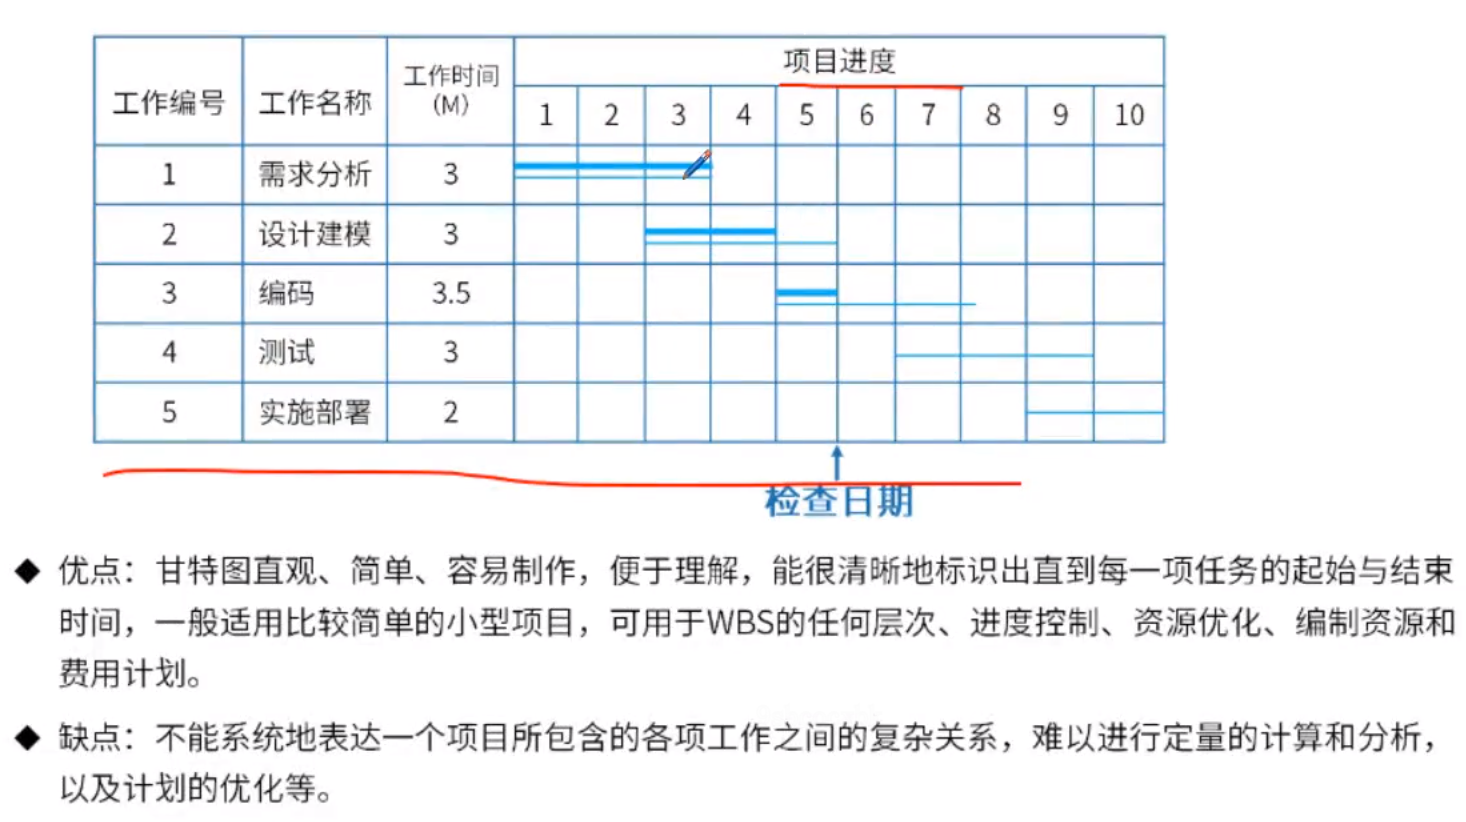 项目进度
工作编号 工作名称 工作时间(M) 1 2 3 4 5 6 7 8 9 10
1 需求分析 3
2 设计建模 3
3 编码 3.5
4 测试 3
5 实施部署 2
检查日期
◆ 优点：甘特图直观、简单、容易制作，便于理解，能很清晰地标识出直到每一项任务的起始与结束
时间，一般适用比较简单的小型项目，可用于WBS的任何层次、进度控制、资源优化、编制资源和
费用计划。
◆ 缺点：不能系统地表达一个项目所包含的各项工作之间的复杂关系，难以进行定量的计算和分析，
以及计划的优化等。